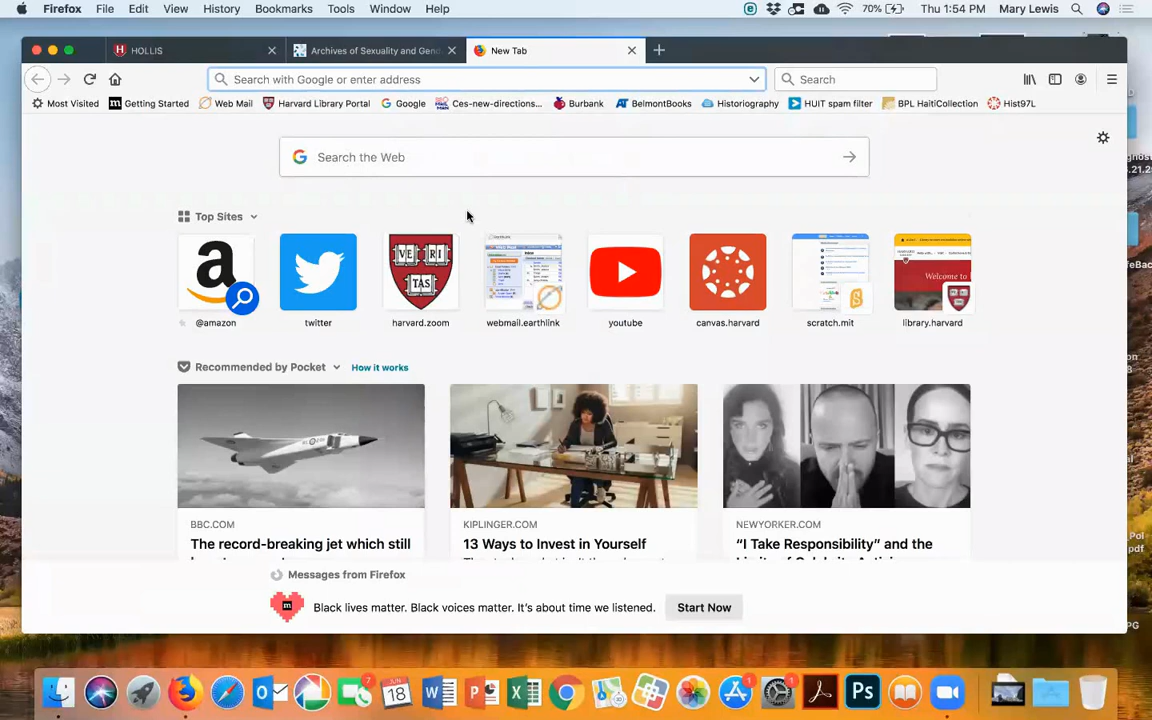 Firefox File Edit View History Bookmarks Tools Window Help 70% Thu 1:54 PM Mary Lewis
HOLLIS Archives of Sexuality and Gend New Tab
Search with Google or enter address Search
Most Visited Getting Started Web Mail Harvard Library Portal Google Ces-new-directions... Burbank BelmontBooks Historiography HUIT spam filter BPL HaitiCollection Hist97L
Search the Web
Top Sites
@amazon twitter harvard.zoom webmail.earthlink youtube canvas.harvard scratch.mit library.harvard
Recommended by Pocket How it works
BBC.COM KIPLINGER.COM NEWYORKER.COM
The record-breaking jet which still 13 Ways to Invest in Yourself “I Take Responsibility” and the
Messages from Firefox
Black lives matter. Black voices matter. It's about time we listened. Start Now
JUN
18